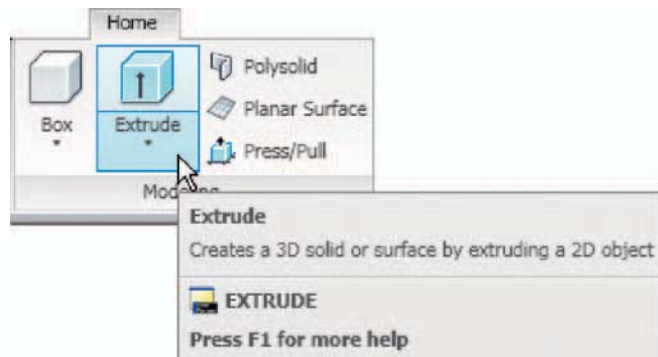 Home
Box
Extrude
Polysolid
Planar Surface
Press/Pull
Extrude
Creates a 3D solid or surface by extruding a 2D object
EXTRUDE
Press F1 for more help